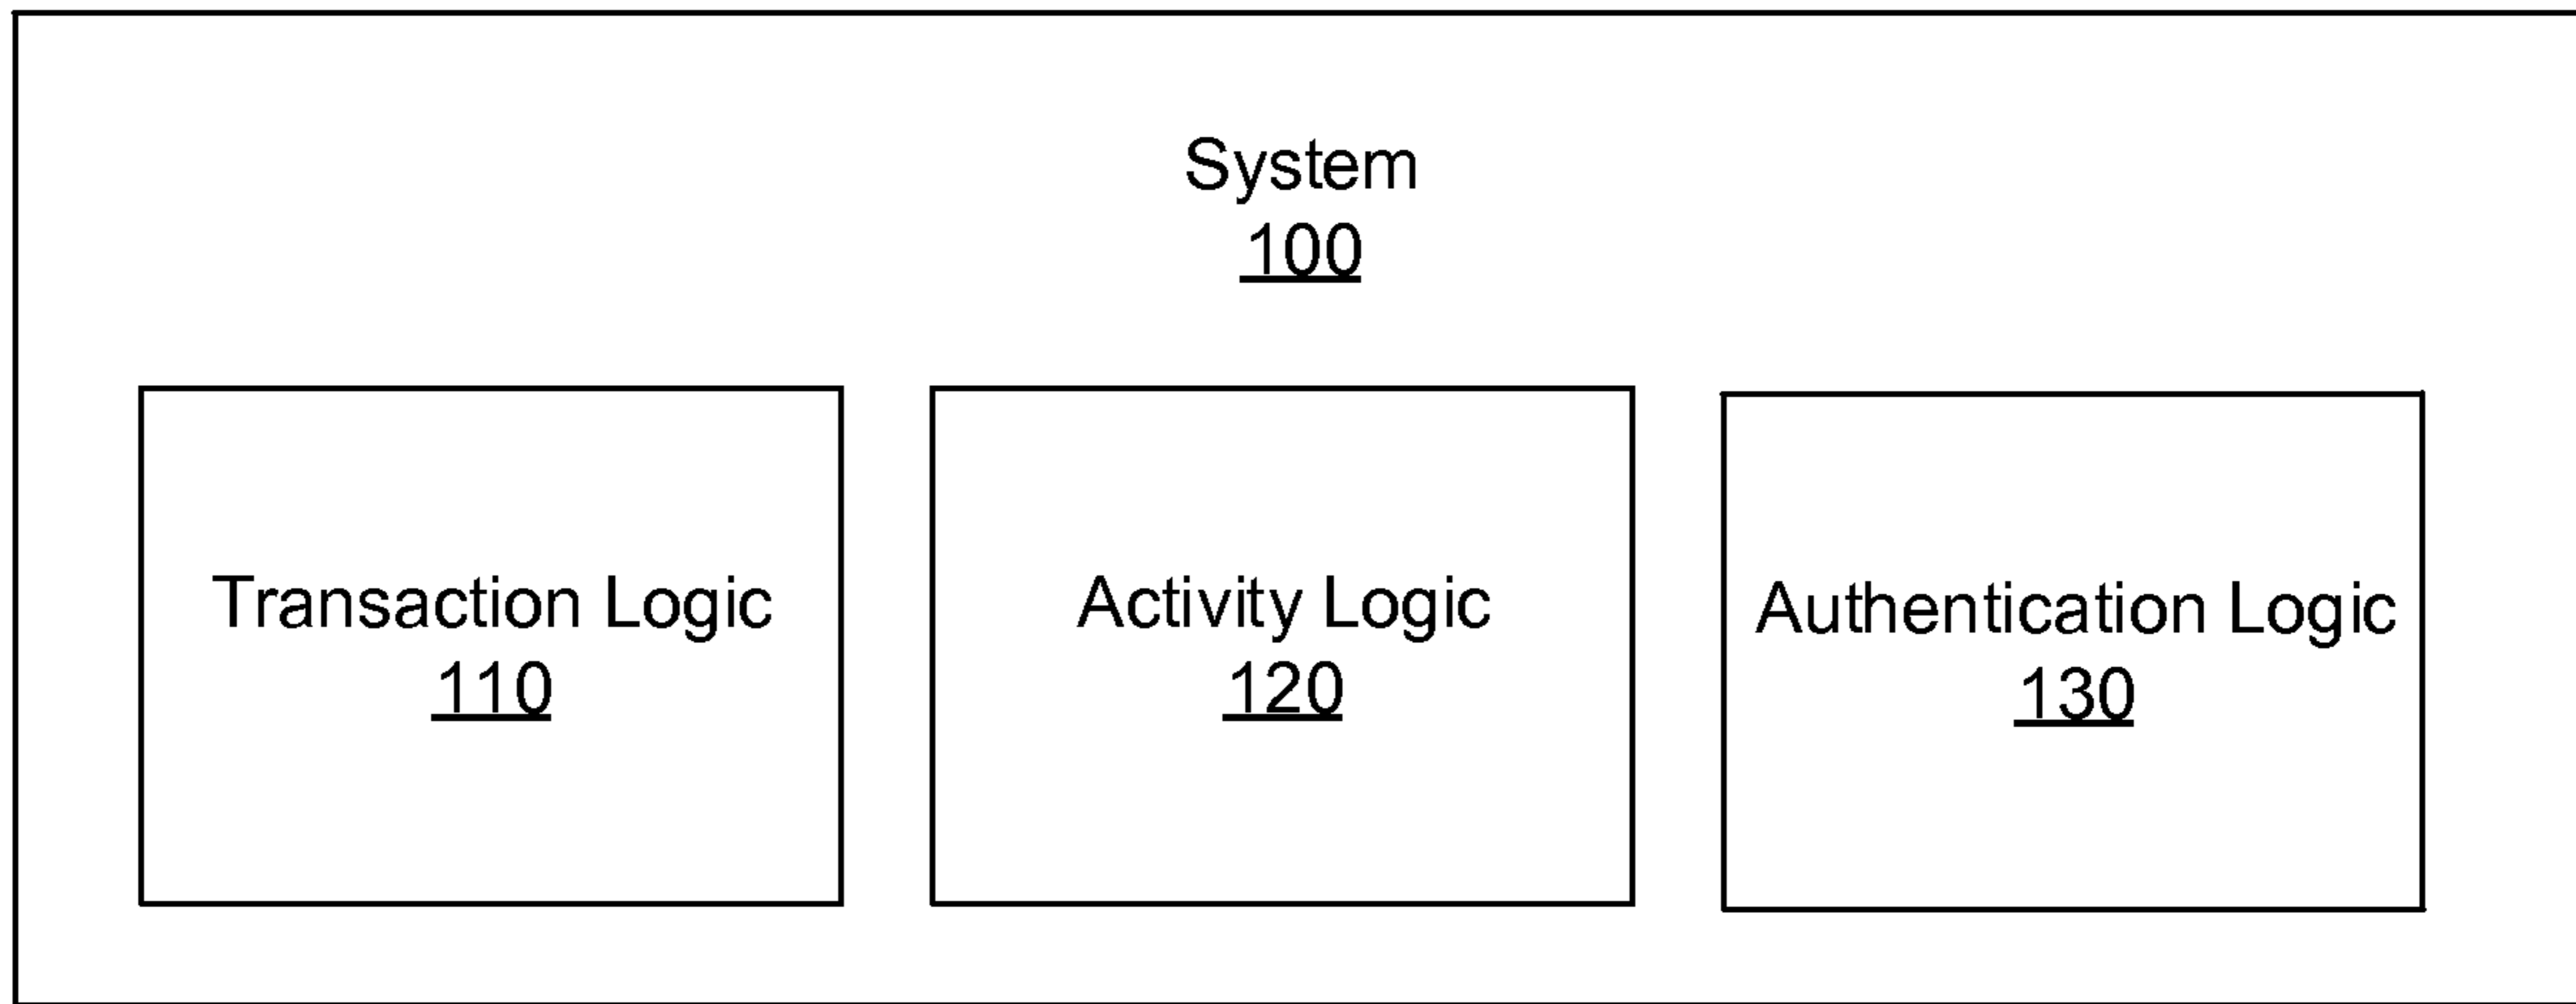 System
100
Transaction Logic
110
Activity Logic
120
Authentication Logic
130